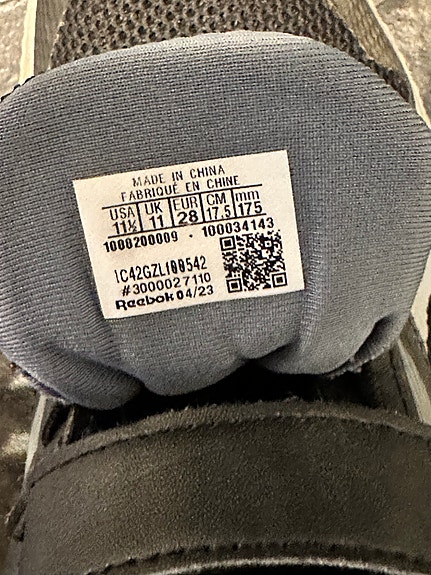 MADE IN CHINA
FABRIQUÉ EN CHINE
USA UK EUR CM mm
11½ 11 28 17.5 175
1000200009 - 100034143
#3000027110
Reebok 04/23